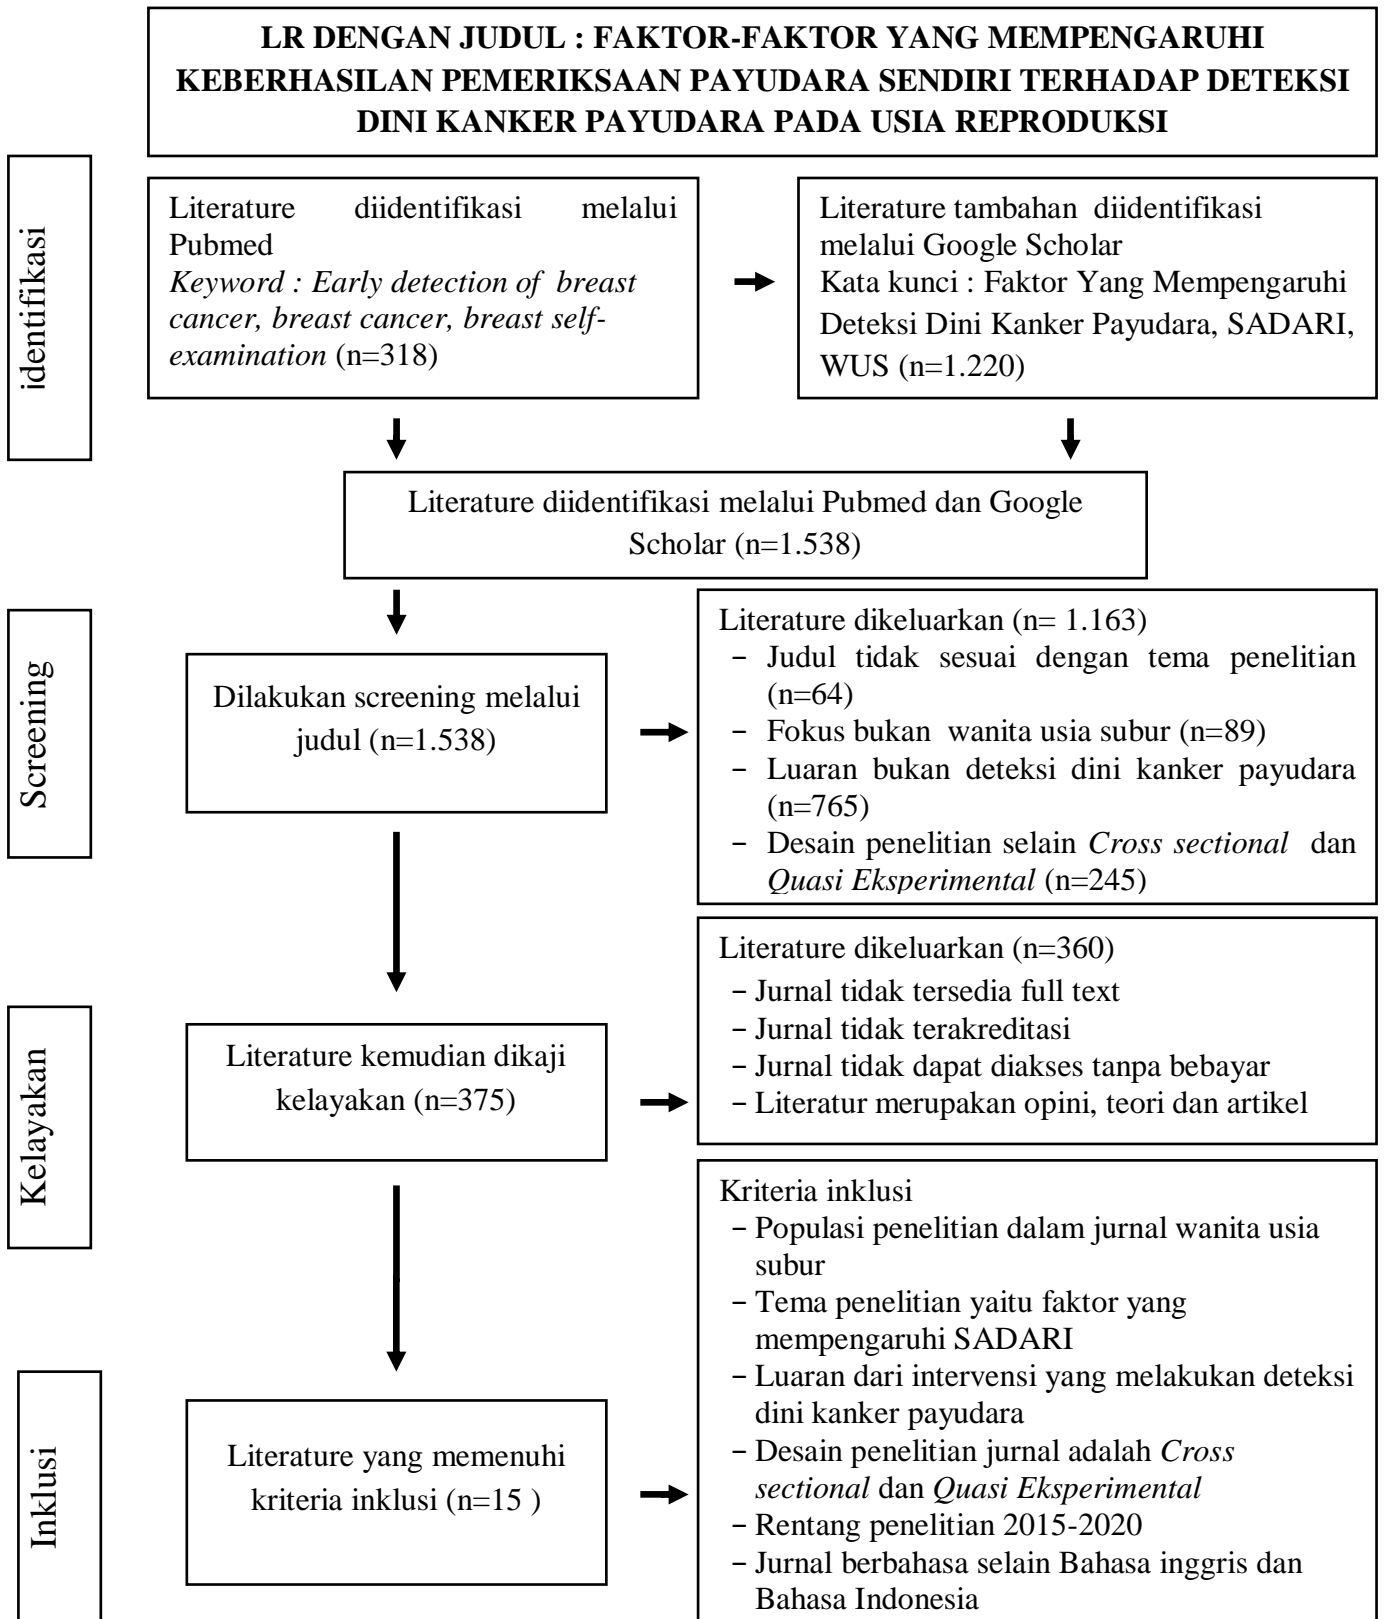 LR DENGAN JUDUL : FAKTOR-FAKTOR YANG MEMPENGARUHI
KEBERHASILAN PEMERIKSAAN PAYUDARA SENDIRI TERHADAP DETEKSI
DINI KANKER PAYUDARA PADA USIA REPRODUKSI
identifikasi
Literature diidentifikasi melalui
Pubmed
Keyword : Early detection of breast
cancer, breast cancer, breast self-
examination (n=318)
Literature tambahan diidentifikasi
melalui Google Scholar
Kata kunci : Faktor Yang Mempengaruhi
Deteksi Dini Kanker Payudara, SADARI,
WUS (n=1.220)
Literature diidentifikasi melalui Pubmed dan Google
Scholar (n=1.538)
Screening
Dilakukan screening melalui
judul (n=1.538)
Literature dikeluarkan (n= 1.163)
- Judul tidak sesuai dengan tema penelitian
(n=64)
- Fokus bukan wanita usia subur (n=89)
- Luaran bukan deteksi dini kanker payudara
(n=765)
- Desain penelitian selain Cross sectional dan
Quasi Eksperimental (n=245)
Kelayakan
Literature kemudian dikaji
kelayakan (n=375)
Literature dikeluarkan (n=360)
- Jurnal tidak tersedia full text
- Jurnal tidak terakreditasi
- Jurnal tidak dapat diakses tanpa bebayar
- Literatur merupakan opini, teori dan artikel
Inklusi
Literature yang memenuhi
kriteria inklusi (n=15 )
Kriteria inklusi
- Populasi penelitian dalam jurnal wanita usia
subur
- Tema penelitian yaitu faktor yang
mempengaruhi SADARI
- Luaran dari intervensi yang melakukan deteksi
dini kanker payudara
- Desain penelitian jurnal adalah Cross
sectional dan Quasi Eksperimental
- Rentang penelitian 2015-2020
- Jurnal berbahasa selain Bahasa inggris dan
Bahasa Indonesia